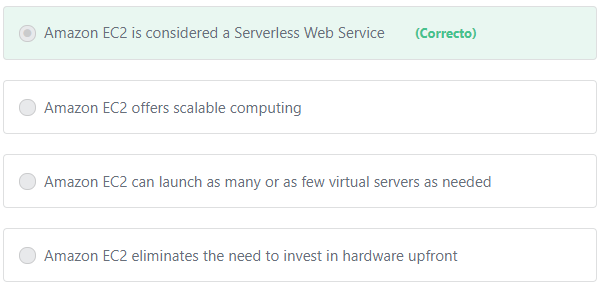 Amazon EC2 is considered a Serverless Web Service (Correcto)
Amazon EC2 offers scalable computing
Amazon EC2 can launch as many or as few virtual servers as needed
Amazon EC2 eliminates the need to invest in hardware upfront